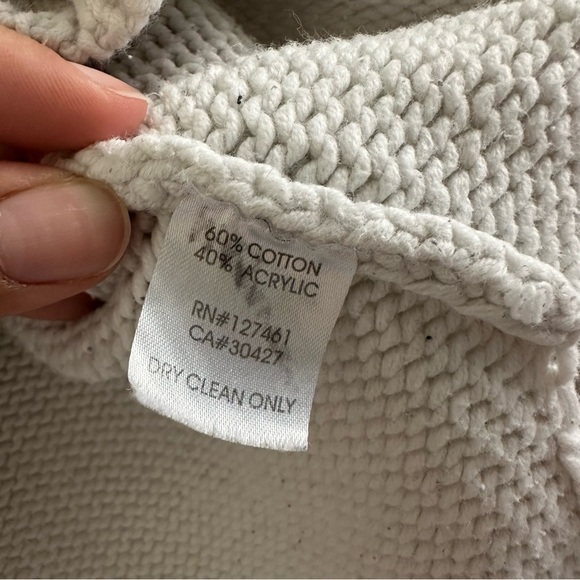 60% COTTON
40% ACRYLIC
RN#127461
CA#30427
DRY CLEAN ONLY